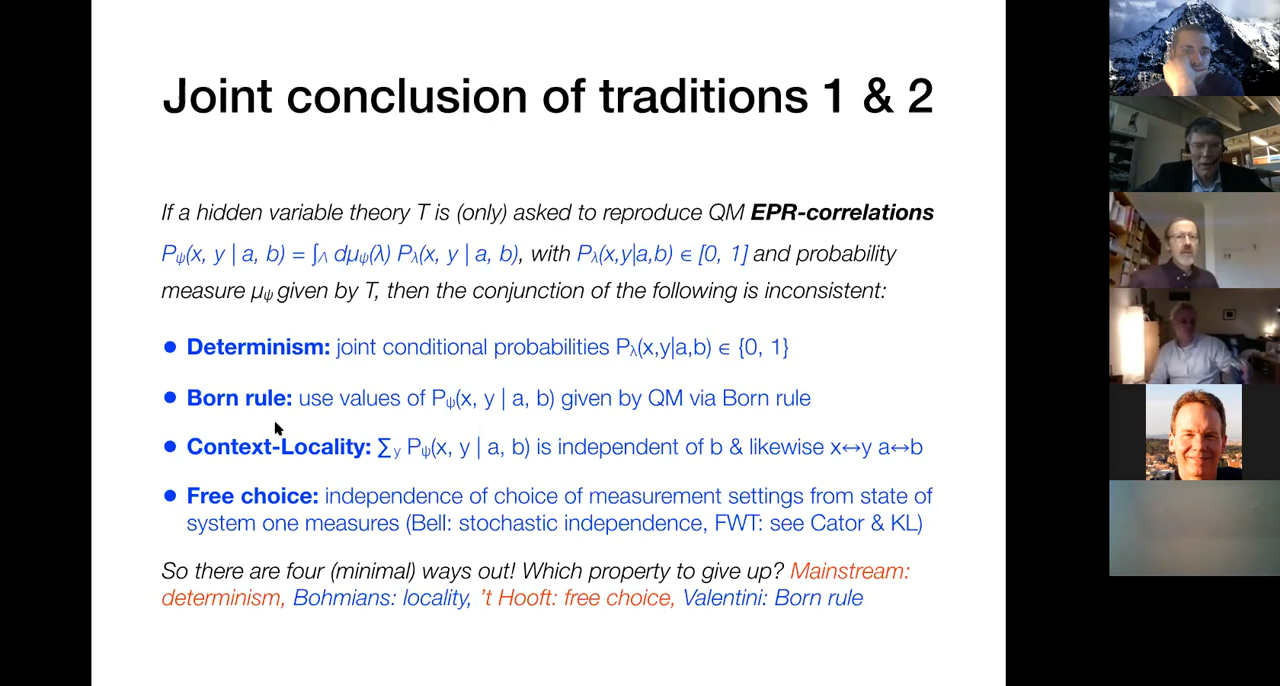 Joint conclusion of traditions 1 & 2
If a hidden variable theory T is (only) asked to reproduce QM EPR-correlations
Pψ(x, y | a, b) = ∫Λ dμψ(λ) Pλ(x, y | a, b), with Pλ(x,y|a,b) ∈ [0, 1] and probability
measure μψ given by T, then the conjunction of the following is inconsistent:
● Determinism: joint conditional probabilities Pλ(x,y|a,b) ∈ {0, 1}
● Born rule: use values of Pψ(x, y | a, b) given by QM via Born rule
● Context-Locality: ∑y Pψ(x, y | a, b) is independent of b & likewise x↔y a↔b
● Free choice: independence of choice of measurement settings from state of
system one measures (Bell: stochastic independence, FWT: see Cator & KL)
So there are four (minimal) ways out! Which property to give up? Mainstream:
determinism, Bohmians: locality, 't Hooft: free choice, Valentini: Born rule